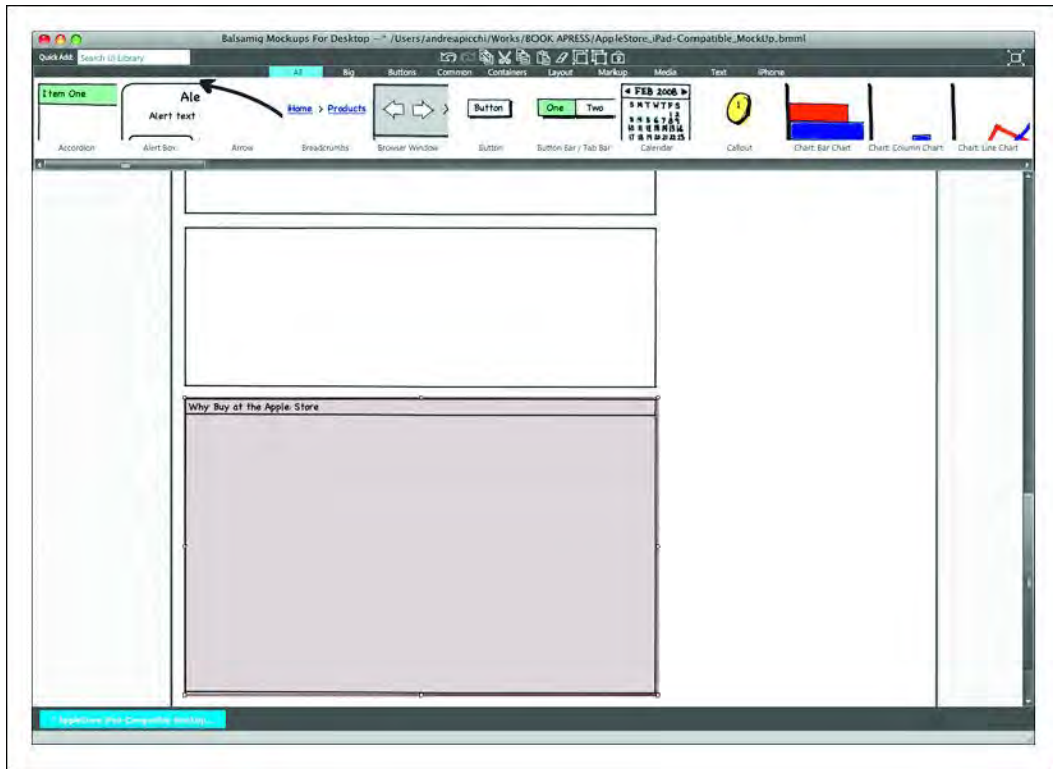 Balsamiq Mockups For Desktop - * /Users/andreapicchi/Works/BOOK APRESS/AppleStore_iPad-Compatible_MockUp.bmml
Quick Add: Search UI Library
All Big Buttons Common Containers Layout Markup Media Text iPhone
Item One
Ale
Alert text
Home > Products
Button
One Two
FEB 2008
S M T W T F S
1
Accordion Alert Box Arrow Breadcrumbs Browser Window Button Button Bar / Tab Bar Calendar Callout Chart: Bar Chart Chart: Column Chart Chart: Line Chart
Why Buy at the Apple Store
* AppleStore_iPad-Compatible_MockUp...